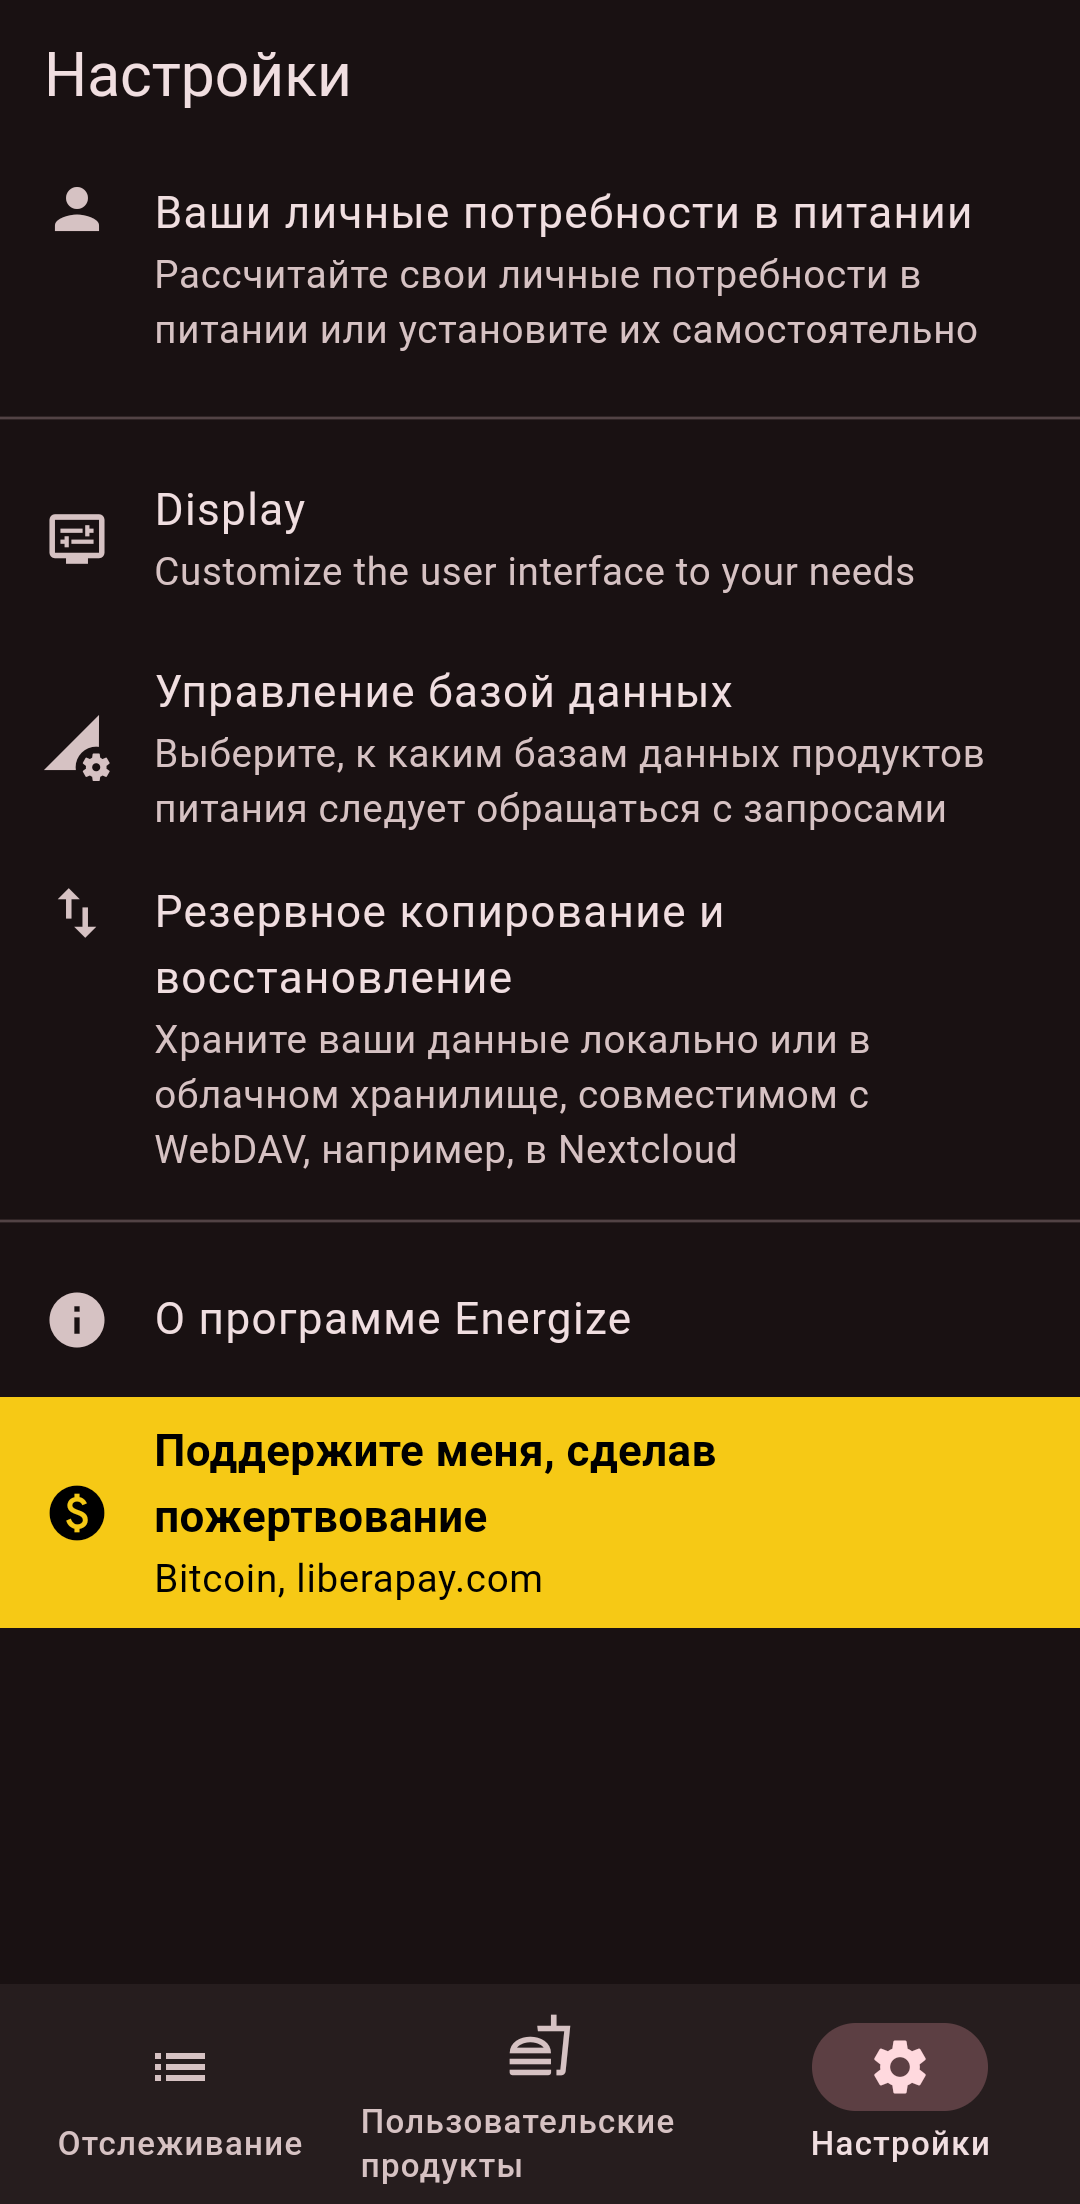 Настройки
Ваши личные потребности в питании
Рассчитайте свои личные потребности в
питании или установите их самостоятельно
Display
Customize the user interface to your needs
Управление базой данных
Выберите, к каким базам данных продуктов
питания следует обращаться с запросами
Резервное копирование и
восстановление
Храните ваши данные локально или в
облачном хранилище, совместимом с
WebDAV, например, в Nextcloud
О программе Energize
Поддержите меня, сделав
пожертвование
Bitcoin, liberapay.com
Отслеживание
Пользовательские
продукты
Настройки